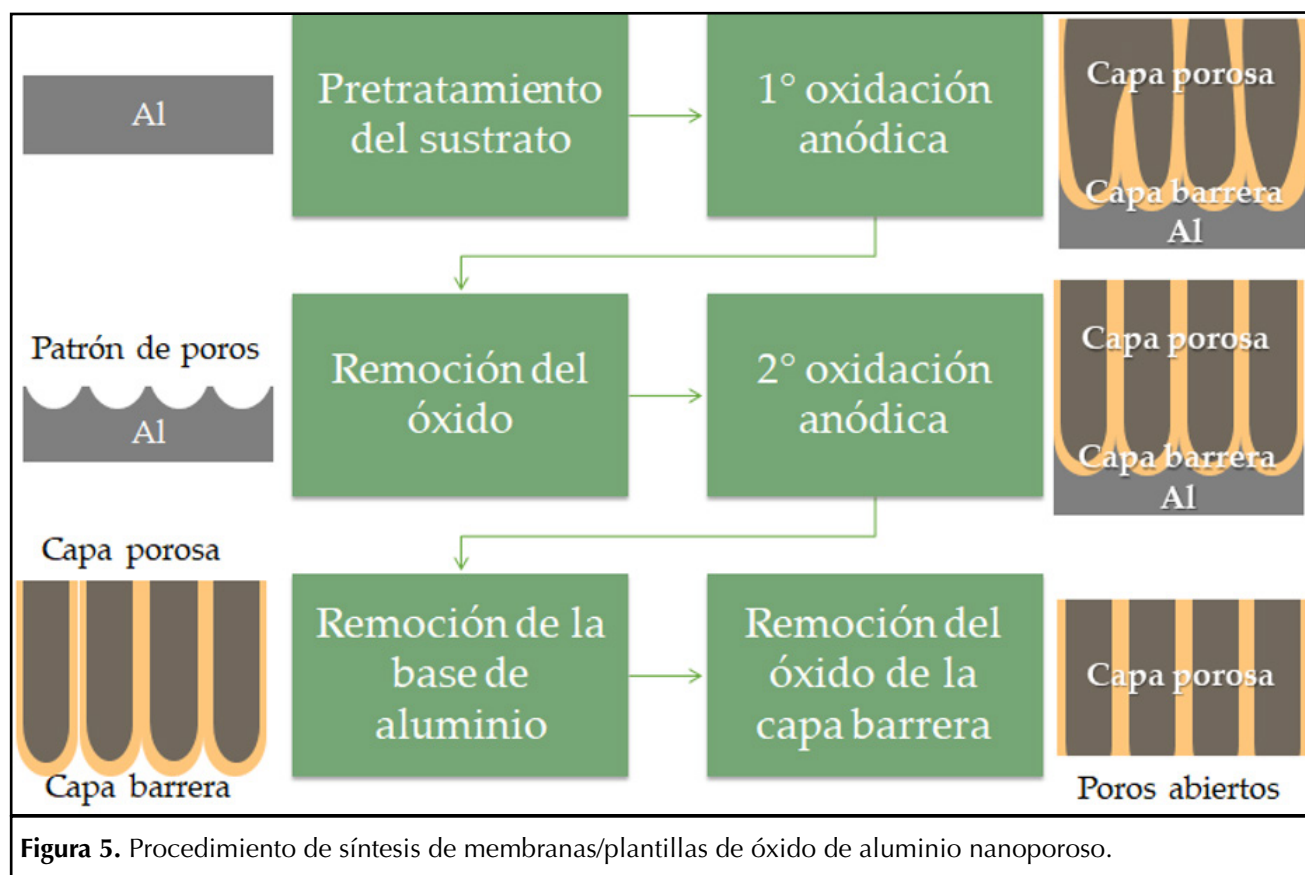 Al
Pretratamiento
del sustrato
1° oxidación
anódica
Capa porosa
Capa barrera
Al
Patrón de poros
Al
Remoción del
óxido
2° oxidación
anódica
Capa porosa
Capa barrera
Al
Capa porosa
Capa barrera
Remoción de la
base de
aluminio
Remoción del
óxido de la
capa barrera
Capa porosa
Poros abiertos
Figura 5. Procedimiento de síntesis de membranas/plantillas de óxido de aluminio nanoporoso.